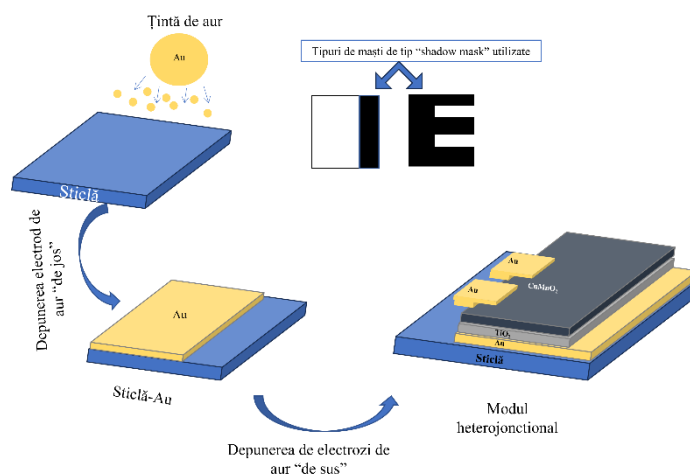 Țintă de aur
Au
Tipuri de măști de tip “shadow mask” utilizate
Sticlă
Depunerea electrod de
aur “de jos”
Au
Sticlă-Au
Depunerea de electrozi de
aur “de sus”
Au
Au
CuMnO₂
TiO₂
Au
Sticlă
Modul
heterojoncțional